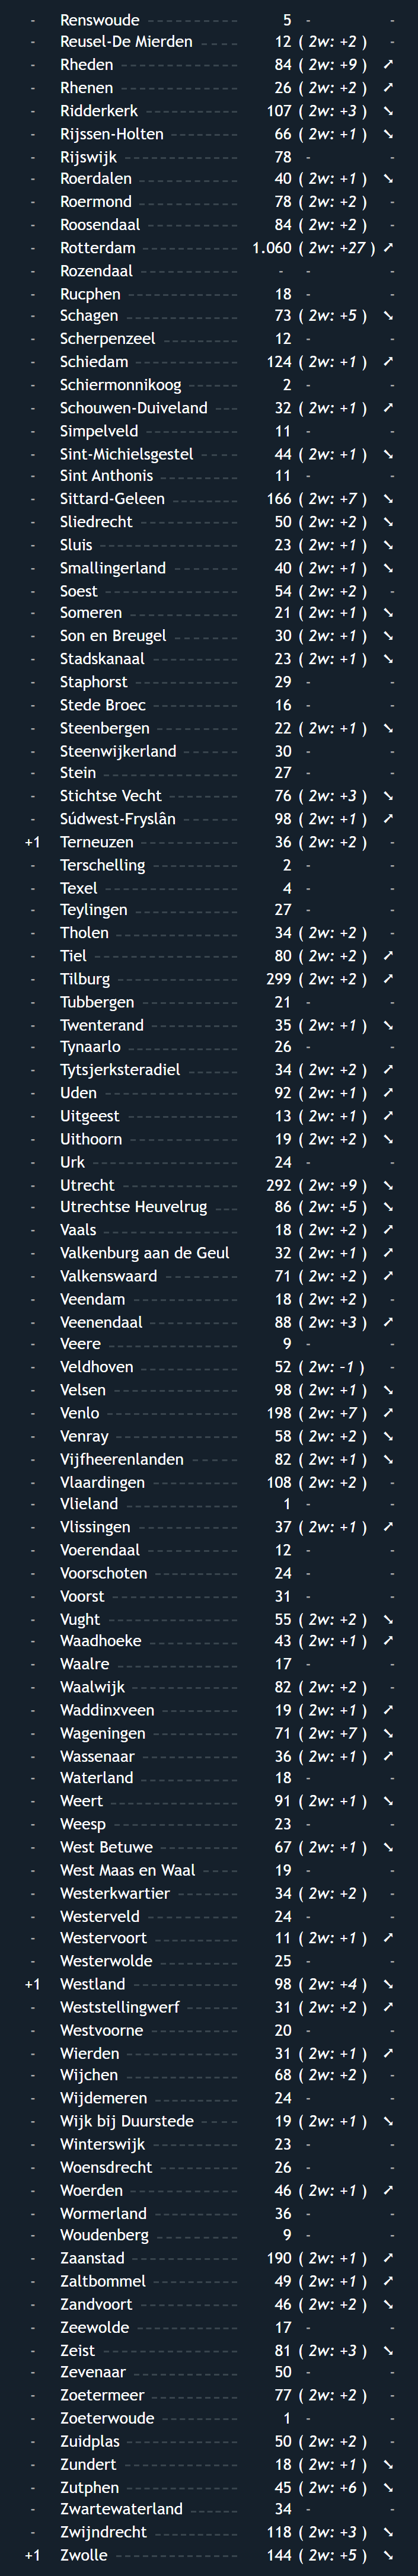 - Renswoude 5 - -
- Reusel-De Mierden 12 ( 2w: +2 ) -
- Rheden 84 ( 2w: +9 ) ➚
- Rhenen 26 ( 2w: +2 ) ➚
- Ridderkerk 107 ( 2w: +3 ) ➘
- Rijssen-Holten 66 ( 2w: +1 ) ➘
- Rijswijk 78 - -
- Roerdalen 40 ( 2w: +1 ) ➘
- Roermond 78 ( 2w: +2 ) -
- Roosendaal 84 ( 2w: +2 ) -
- Rotterdam 1.060 ( 2w: +27 ) ➚
- Rozendaal - - -
- Rucphen 18 - -
- Schagen 73 ( 2w: +5 ) ➘
- Scherpenzeel 12 - -
- Schiedam 124 ( 2w: +1 ) ➚
- Schiermonnikoog 2 - -
- Schouwen-Duiveland 32 ( 2w: +1 ) ➚
- Simpelveld 11 - -
- Sint-Michielsgestel 44 ( 2w: +1 ) ➘
- Sint Anthonis 11 - -
- Sittard-Geleen 166 ( 2w: +7 ) ➘
- Sliedrecht 50 ( 2w: +2 ) ➘
- Sluis 23 ( 2w: +1 ) ➘
- Smallingerland 40 ( 2w: +1 ) ➘
- Soest 54 ( 2w: +2 ) -
- Someren 21 ( 2w: +1 ) ➘
- Son en Breugel 30 ( 2w: +1 ) ➘
- Stadskanaal 23 ( 2w: +1 ) ➘
- Staphorst 29 - -
- Stede Broec 16 - -
- Steenbergen 22 ( 2w: +1 ) ➘
- Steenwijkerland 30 - -
- Stein 27 - -
- Stichtse Vecht 76 ( 2w: +3 ) ➘
- Súdwest-Fryslân 98 ( 2w: +1 ) ➚
+1 Terneuzen 36 ( 2w: +2 ) -
- Terschelling 2 - -
- Texel 4 - -
- Teylingen 27 - -
- Tholen 34 ( 2w: +2 ) -
- Tiel 80 ( 2w: +2 ) ➚
- Tilburg 299 ( 2w: +2 ) ➚
- Tubbergen 21 - -
- Twenterand 35 ( 2w: +1 ) ➘
- Tynaarlo 26 - -
- Tytsjerksteradiel 34 ( 2w: +2 ) ➚
- Uden 92 ( 2w: +1 ) ➚
- Uitgeest 13 ( 2w: +1 ) ➚
- Uithoorn 19 ( 2w: +2 ) ➘
- Urk 24 - -
- Utrecht 292 ( 2w: +9 ) ➘
- Utrechtse Heuvelrug 86 ( 2w: +5 ) ➘
- Vaals 18 ( 2w: +2 ) ➚
- Valkenburg aan de Geul 32 ( 2w: +1 ) ➚
- Valkenswaard 71 ( 2w: +2 ) ➚
- Veendam 18 ( 2w: +2 ) -
- Veenendaal 88 ( 2w: +3 ) ➚
- Veere 9 - -
- Veldhoven 52 ( 2w: -1 ) -
- Velsen 98 ( 2w: +1 ) ➘
- Venlo 198 ( 2w: +7 ) ➚
- Venray 58 ( 2w: +2 ) ➘
- Vijfheerenlanden 82 ( 2w: +1 ) ➘
- Vlaardingen 108 ( 2w: +2 ) -
- Vlieland 1 - -
- Vlissingen 37 ( 2w: +1 ) ➚
- Voerendaal 12 - -
- Voorschoten 24 - -
- Voorst 31 - -
- Vught 55 ( 2w: +2 ) ➘
- Waadhoeke 43 ( 2w: +1 ) ➚
- Waalre 17 - -
- Waalwijk 82 ( 2w: +2 ) -
- Waddinxveen 19 ( 2w: +1 ) ➚
- Wageningen 71 ( 2w: +7 ) ➘
- Wassenaar 36 ( 2w: +1 ) ➚
- Waterland 18 - -
- Weert 91 ( 2w: +1 ) ➘
- Weesp 23 - -
- West Betuwe 67 ( 2w: +1 ) ➘
- West Maas en Waal 19 - -
- Westerkwartier 34 ( 2w: +2 ) -
- Westerveld 24 - -
- Westervoort 11 ( 2w: +1 ) ➚
- Westerwolde 25 - -
+1 Westland 98 ( 2w: +4 ) ➘
- Weststellingwerf 31 ( 2w: +2 ) ➚
- Westvoorne 20 - -
- Wierden 31 ( 2w: +1 ) ➚
- Wijchen 68 ( 2w: +2 ) -
- Wijdemeren 24 - -
- Wijk bij Duurstede 19 ( 2w: +1 ) ➘
- Winterswijk 23 - -
- Woensdrecht 26 - -
- Woerden 46 ( 2w: +1 ) ➚
- Wormerland 36 - -
- Woudenberg 9 - -
- Zaanstad 190 ( 2w: +1 ) ➚
- Zaltbommel 49 ( 2w: +1 ) ➚
- Zandvoort 46 ( 2w: +2 ) ➘
- Zeewolde 17 - -
- Zeist 81 ( 2w: +3 ) ➘
- Zevenaar 50 - -
- Zoetermeer 77 ( 2w: +2 ) -
- Zoeterwoude 1 - -
- Zuidplas 50 ( 2w: +2 ) -
- Zundert 18 ( 2w: +1 ) ➘
- Zutphen 45 ( 2w: +6 ) ➘
- Zwartewaterland 34 - -
- Zwijndrecht 118 ( 2w: +3 ) ➘
+1 Zwolle 144 ( 2w: +5 ) ➘